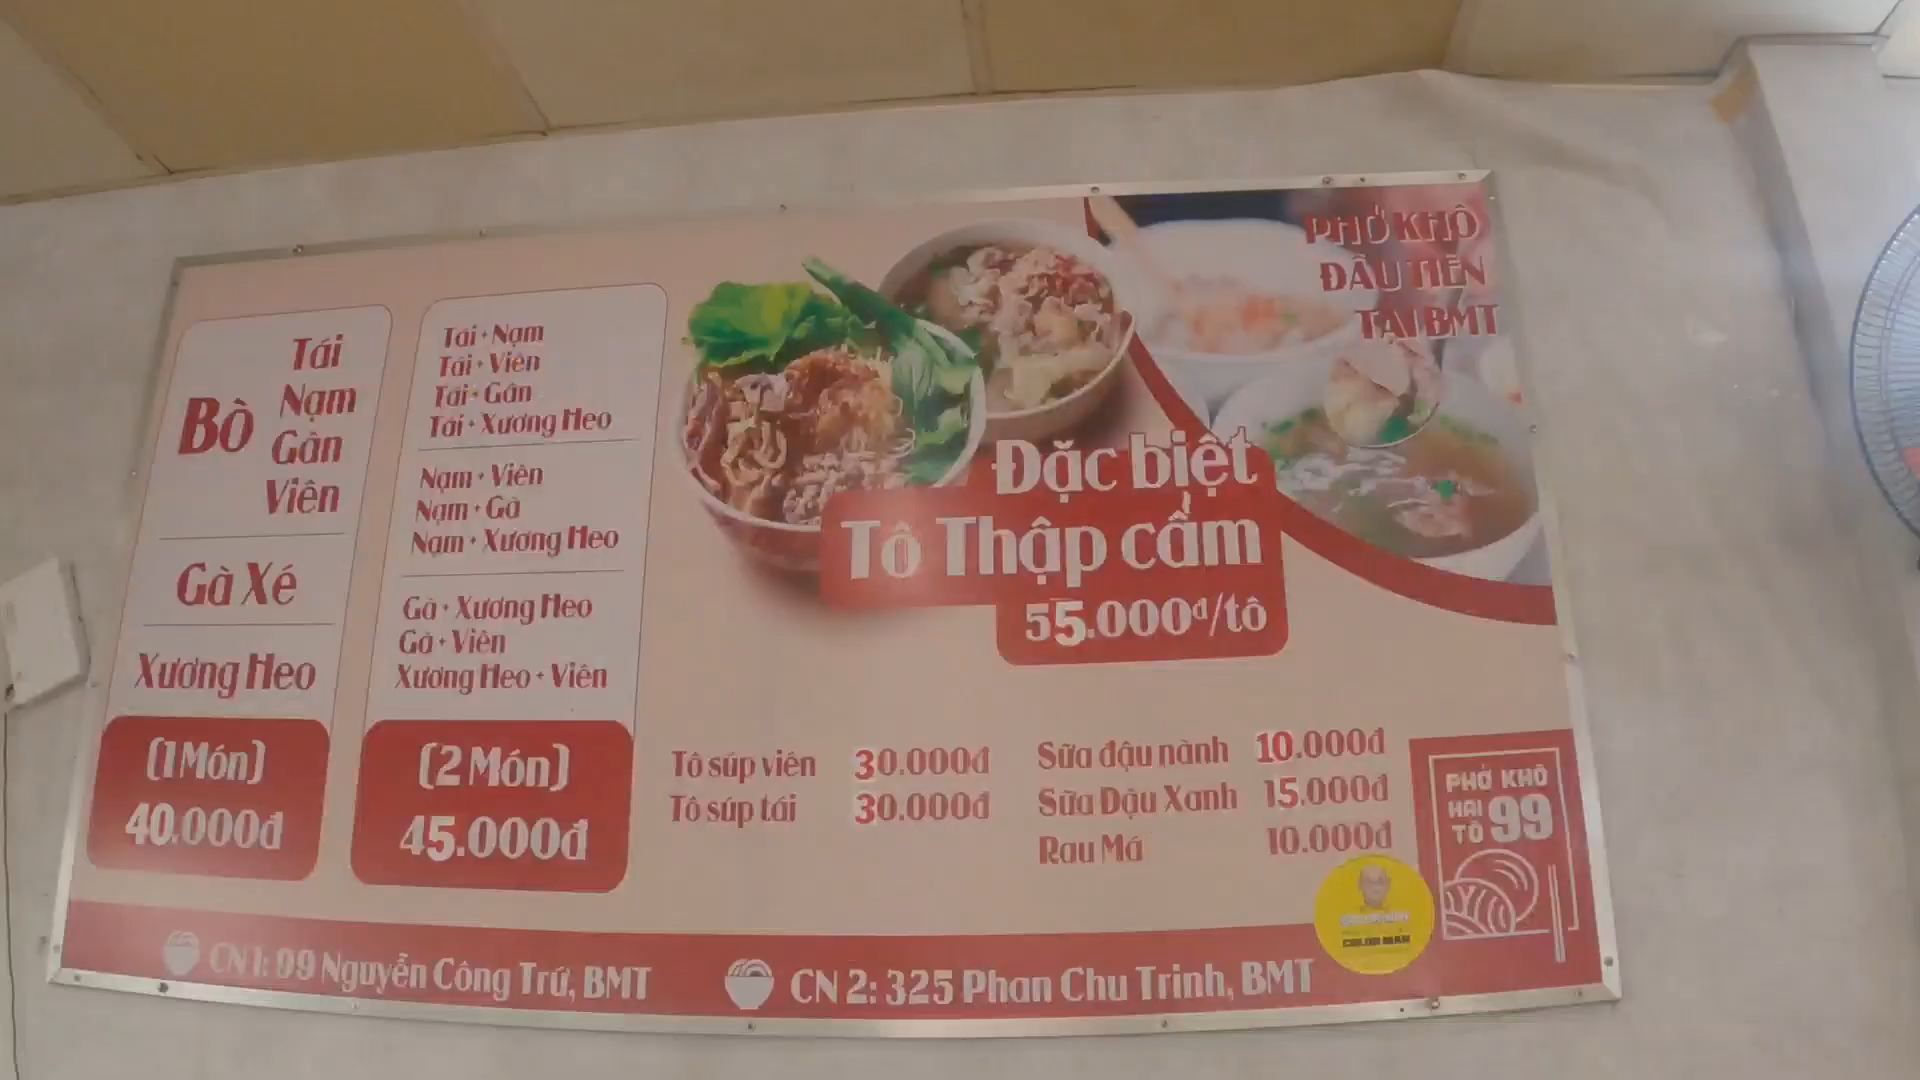 PHỞ KHÔ
ĐẦU TIÊN
TẠI BMT
Bò
Tái
Nạm
Gân
Viên
Gà Xé
Xương Heo
(1 Món)
40.000đ
Tái + Nạm
Tái + Viên
Tái + Gân
Tái + Xương Heo
Nạm + Viên
Nạm + Gà
Nạm + Xương Heo
Gà + Xương Heo
Gà + Viên
Xương Heo + Viên
(2 Món)
45.000đ
Đặc biệt
Tô Thập cẩm
55.000đ/tô
Tô súp viên 30.000đ
Tô súp tái 30.000đ
Sữa đậu nành 10.000đ
Sữa Dậu Xanh 15.000đ
Rau Má 10.000đ
PHỞ KHÔ
HAI
TÔ 99
COLOR MAN
CN 1: 99 Nguyễn Công Trứ, BMT
CN 2: 325 Phan Chu Trinh, BMT